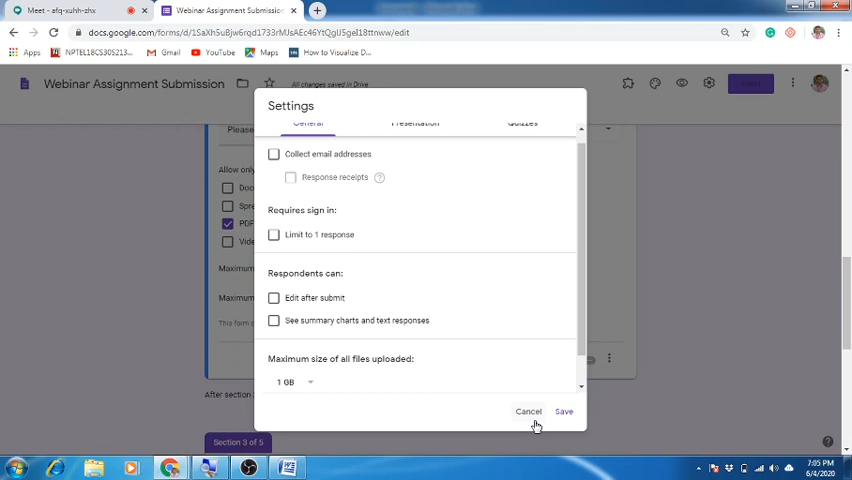 Meet - afq-xuhh-zhx
Webinar Assignment Submission
docs.google.com/forms/d/1SaXh5uBjw6rqd1733rMJsAEc46YtQgIJ5geI18ttnww/edit
Apps
NPTEL18CS30S213...
Gmail
YouTube
Maps
How to Visualize D...
Webinar Assignment Submission
All changes saved in Drive
Settings
General
Presentation
Quizzes
Please
Collect email addresses
Allow only
Response receipts
Doc
Spre
Requires sign in:
PDF
Limit to 1 response
Vide
Respondents can:
Maximum
Edit after submit
Maximum
See summary charts and text responses
This form
Maximum size of all files uploaded:
1 GB
After section
Cancel
Save
Section 3 of 5
7:05 PM
6/4/2020